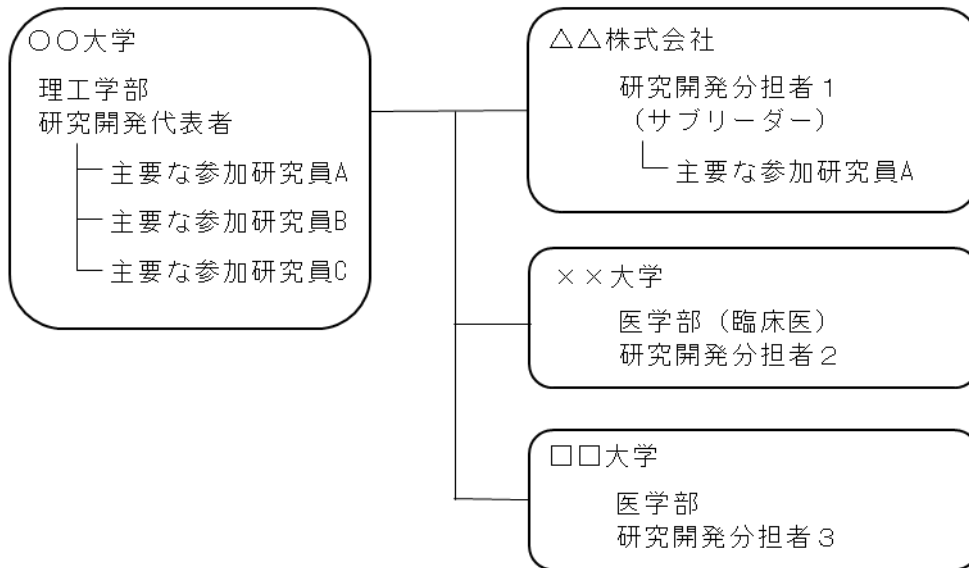 ○○大学
理工学部
研究開発代表者
主要な参加研究員A
主要な参加研究員B
主要な参加研究員C
△△株式会社
研究開発分担者１
（サブリーダー）
主要な参加研究員A
××大学
医学部（臨床医）
研究開発分担者２
□□大学
医学部
研究開発分担者３